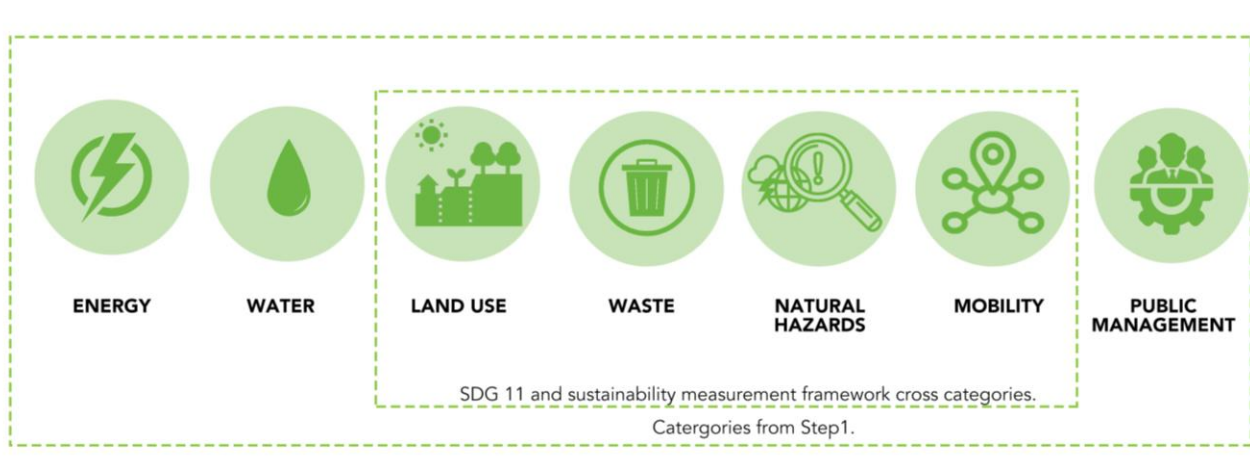 ENERGY
WATER
LAND USE
WASTE
NATURAL
HAZARDS
MOBILITY
PUBLIC
MANAGEMENT
SDG 11 and sustainability measurement framework cross categories.
Catergories from Step1.